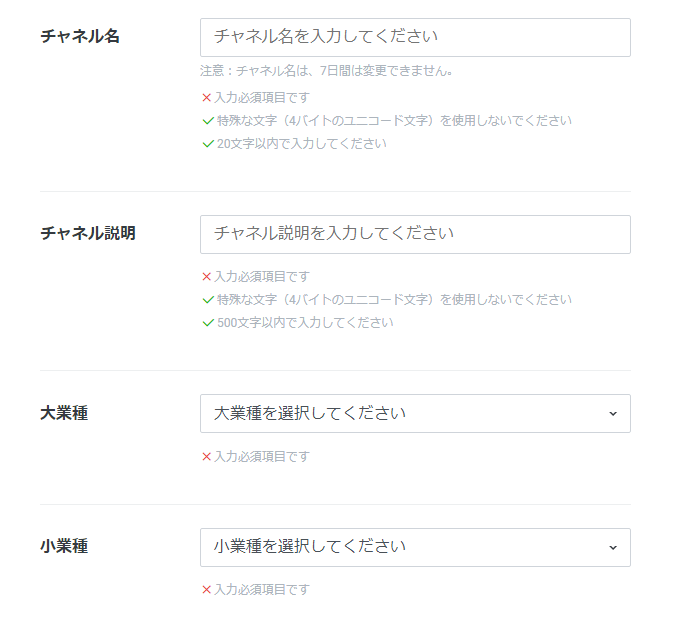 チャネル名
チャネル名を入力してください
注意：チャネル名は、7日間は変更できません。
入力必須項目です
特殊な文字（4バイトのユニコード文字）を使用しないでください
20文字以内で入力してください
チャネル説明
チャネル説明を入力してください
入力必須項目です
特殊な文字（4バイトのユニコード文字）を使用しないでください
500文字以内で入力してください
大業種
大業種を選択してください
入力必須項目です
小業種
小業種を選択してください
入力必須項目です